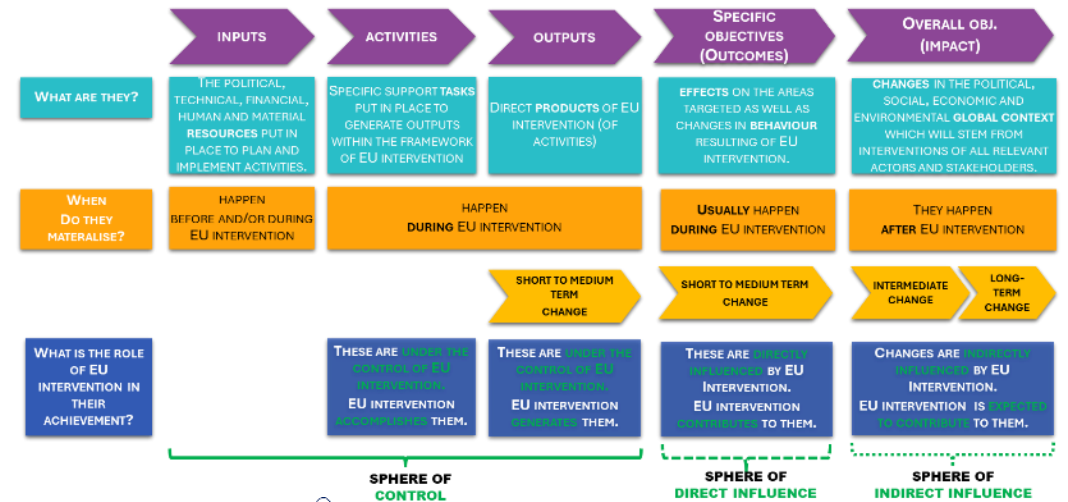 INPUTS
ACTIVITIES
OUTPUTS
SPECIFIC
OBJECTIVES
(OUTCOMES)
OVERALL OBJ.
(IMPACT)
WHAT ARE THEY?
THE POLITICAL,
TECHNICAL, FINANCIAL,
HUMAN AND MATERIAL
RESOURCES PUT IN
PLACE TO PLAN AND
IMPLEMENT ACTIVITIES.
SPECIFIC SUPPORT TASKS
PUT IN PLACE TO
GENERATE OUTPUTS
WITHIN THE FRAMEWORK
OF EU INTERVENTION
DIRECT PRODUCTS OF EU
INTERVENTION (OF
ACTIVITIES)
EFFECTS ON THE AREAS
TARGETED AS WELL AS
CHANGES IN BEHAVIOUR
RESULTING OF EU
INTERVENTION.
CHANGES IN THE POLITICAL,
SOCIAL, ECONOMIC AND
ENVIRONMENTAL GLOBAL CONTEXT
WHICH WILL STEM FROM
INTERVENTIONS OF ALL RELEVANT
ACTORS AND STAKEHOLDERS.
WHEN
DO THEY
MATERIALISE?
HAPPEN
BEFORE AND/OR DURING
EU INTERVENTION
HAPPEN
DURING EU INTERVENTION
USUALLY HAPPEN
DURING EU INTERVENTION
THEY HAPPEN
AFTER EU INTERVENTION
SHORT TO MEDIUM
TERM
CHANGE
SHORT TO MEDIUM TERM
CHANGE
INTERMEDIATE
CHANGE
LONG-
TERM
CHANGE
WHAT IS THE ROLE
OF EU
INTERVENTION IN
THEIR
ACHIEVEMENT?
THESE ARE UNDER THE
CONTROL OF EU
INTERVENTION.
EU INTERVENTION
ACCOMPLISHES THEM.
THESE ARE UNDER THE
CONTROL OF EU
INTERVENTION.
EU INTERVENTION
GENERATES THEM.
THESE ARE DIRECTLY
INFLUENCED BY EU
INTERVENTION.
EU INTERVENTION
CONTRIBUTES TO THEM.
CHANGES ARE INDIRECTLY
INFLUENCED BY EU
INTERVENTION.
EU INTERVENTION IS EXPECTED
TO CONTRIBUTE TO THEM.
SPHERE OF
CONTROL
SPHERE OF
DIRECT INFLUENCE
SPHERE OF
INDIRECT INFLUENCE